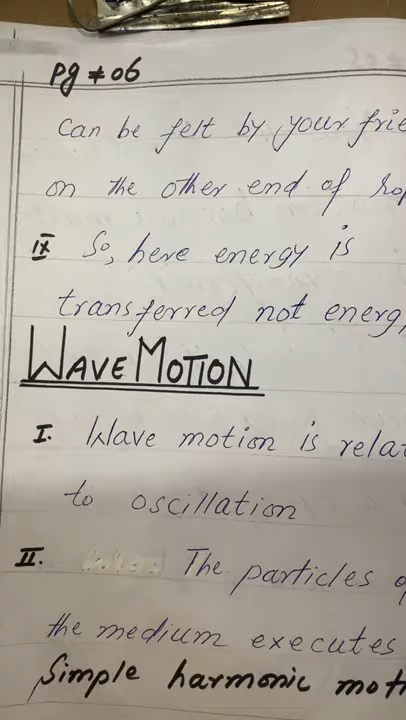 Pg # 06
Can be felt by your frie
on the other end of rop
IX So, here energy is
transferred not energ
WAVE MOTION
I. Wave motion is relat
to oscillation
II. The particles o
the medium executes
Simple harmonic mot